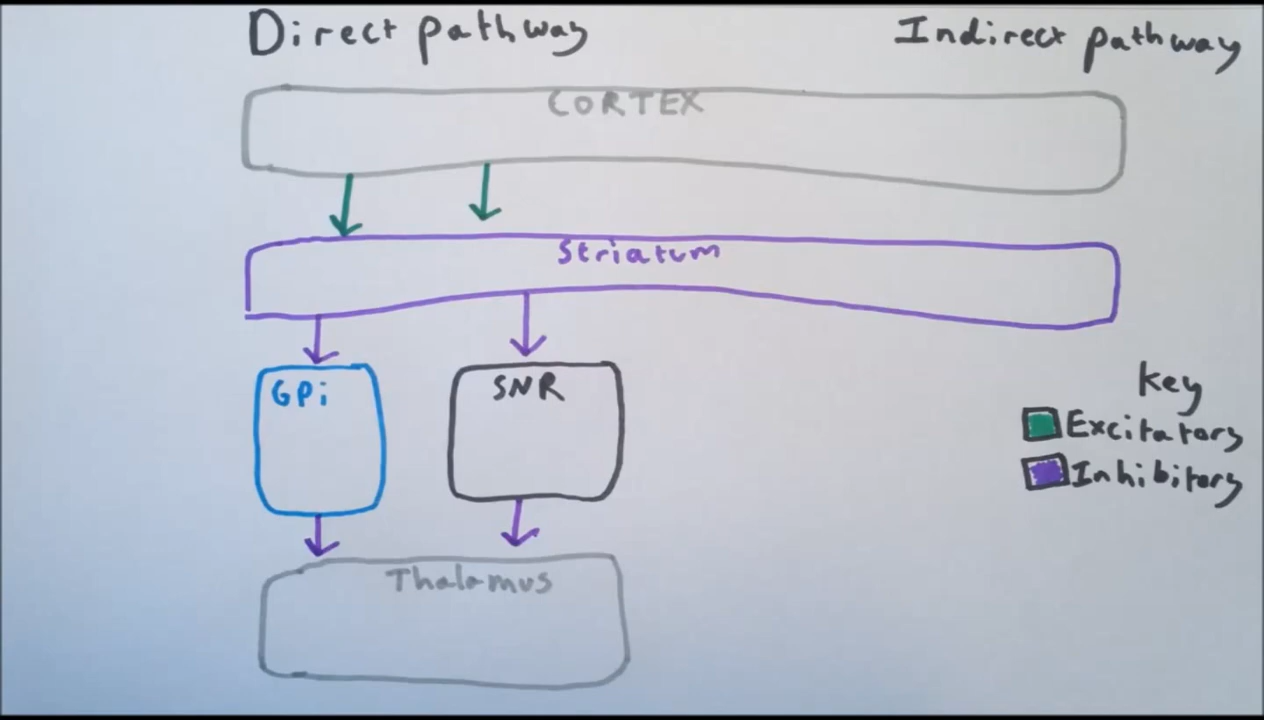 Direct pathway
Indirect pathway
CORTEX
Striatum
GPi
SNR
Key
Excitatory
Inhibitory
Thalamus